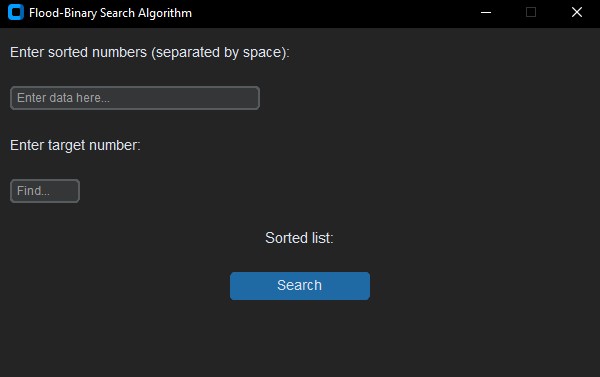 Flood-Binary Search Algorithm
Enter sorted numbers (separated by space):
Enter data here...
Enter target number:
Find...
Sorted list:
Search